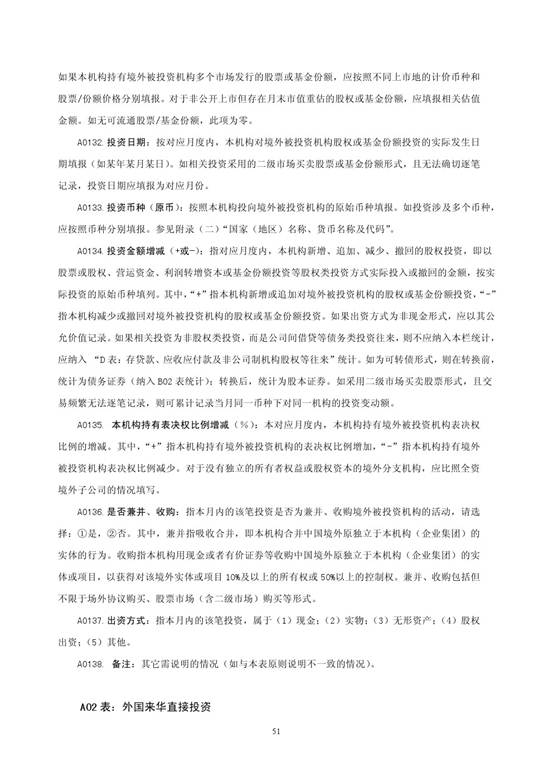 如果本机构持有境外被投资机构多个市场发行的股票或基金份额，应按照不同上市地的计价币种和
股票/份额价格分别填报。对于非公开上市但存在月末市值重估的股权或基金份额，应填报相关估值
金额。如无可流通股票/基金份额，此项为零。
A0132. 投资日期：按对应月度内，本机构对境外被投资机构股权或基金份额投资的实际发生日
期填报（如某年某月某日）。如相关投资采用的二级市场买卖股票或基金份额形式，且无法确切逐笔
记录，投资日期应填报为对应月份。
A0133. 投资币种（原币）：按照本机构投向境外被投资机构的原始币种填报。如投资涉及多个币种，
应按照币种分别填报。参见附录（二）“国家（地区）名称、货币名称及代码”。
A0134. 投资金额增减（+或-）：指对应月度内，本机构新增、追加、减少、撤回的股权投资，即以
股票或股权、营运资金、利润转增资本或基金份额投资等股权类投资方式实际投入或撤回的金额，按实
际投资的原始币种填列。其中，“+”指本机构新增或追加对境外被投资机构的股权或基金份额投资，“-”
指本机构减少或撤回对境外被投资机构的股权或基金份额投资。如果出资方式为非现金形式，应以其公
允价值记录。如果相关投资为非股权类投资，而是公司间借贷等债务类投资往来，则不应纳入本栏统计，
应纳入 “D 表：存贷款、应收应付款及非公司制机构股权等往来”统计。如为可转债形式，则在转换前，
统计为债务证券（纳入 B02 表统计）；转换后，统计为股本证券。如采用二级市场买卖股票形式，且交
易频繁无法逐笔记录，则可累计记录当月同一币种下对同一机构的投资变动额。
A0135. 本机构持有表决权比例增减（%）：本对应月度内，本机构持有境外被投资机构表决权
比例的增减。其中，“+”指本机构持有境外被投资机构的表决权比例增加，“-”指本机构持有境外
被投资机构表决权比例减少。对于没有独立的所有者权益或股权资本的境外分支机构，应比照全资
境外子公司的情况填写。
A0136. 是否兼并、收购：指本月内的该笔投资是否为兼并、收购境外被投资机构的活动，请选
择：①是，②否。其中，兼并指吸收合并，即本机构合并中国境外原独立于本机构（企业集团）的
实体的行为。收购指本机构用现金或者有价证券等收购中国境外原独立于本机构（企业集团）的实
体或项目，以获得对该境外实体或项目 10%及以上的所有权或 50%以上的控制权。兼并、收购包括但
不限于场外协议购买、股票市场（含二级市场）购买等形式。
A0137. 出资方式：指本月内的该笔投资，属于（1）现金；（2）实物；（3）无形资产；（4）股权
出资；（5）其他。
A0138. 备注：其它需说明的情况（如与本表原则说明不一致的情况）。
A02 表：外国来华直接投资
51